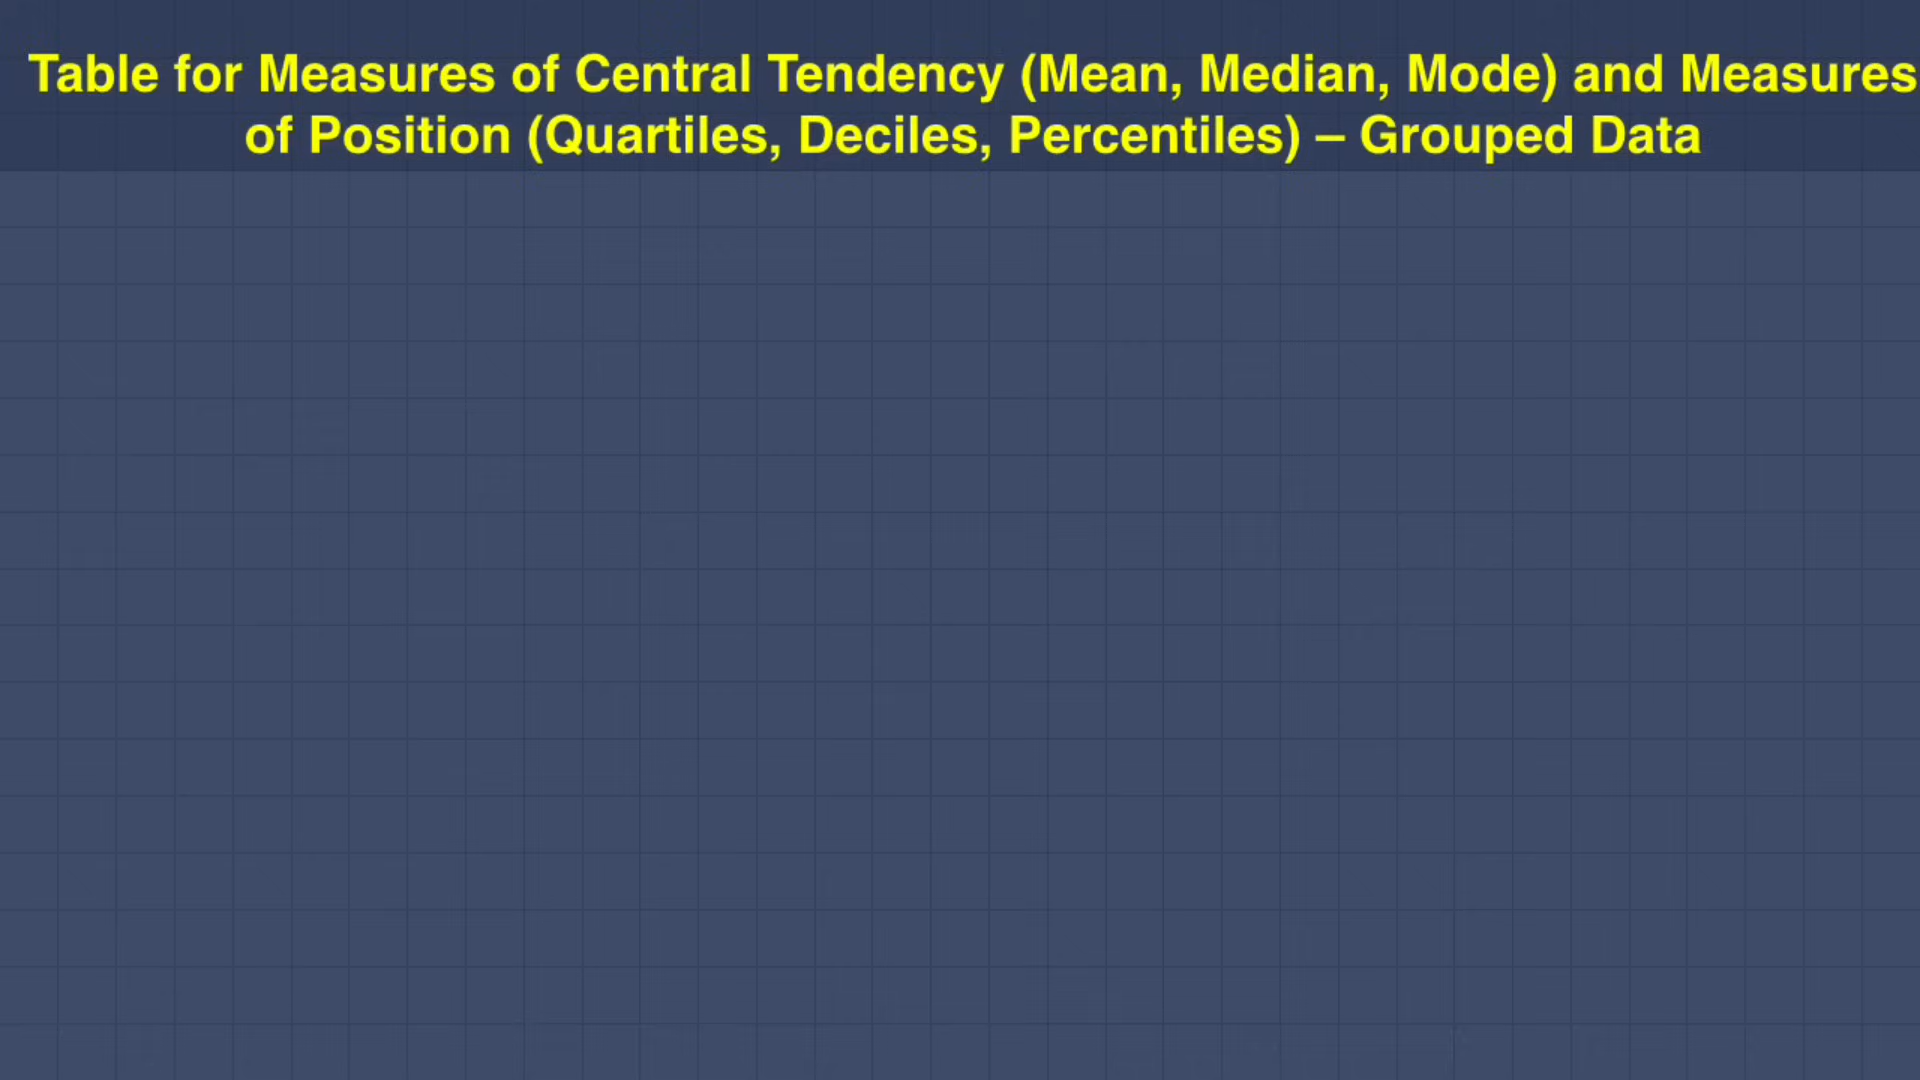 Table for Measures of Central Tendency (Mean, Median, Mode) and Measures
of Position (Quartiles, Deciles, Percentiles) – Grouped Data